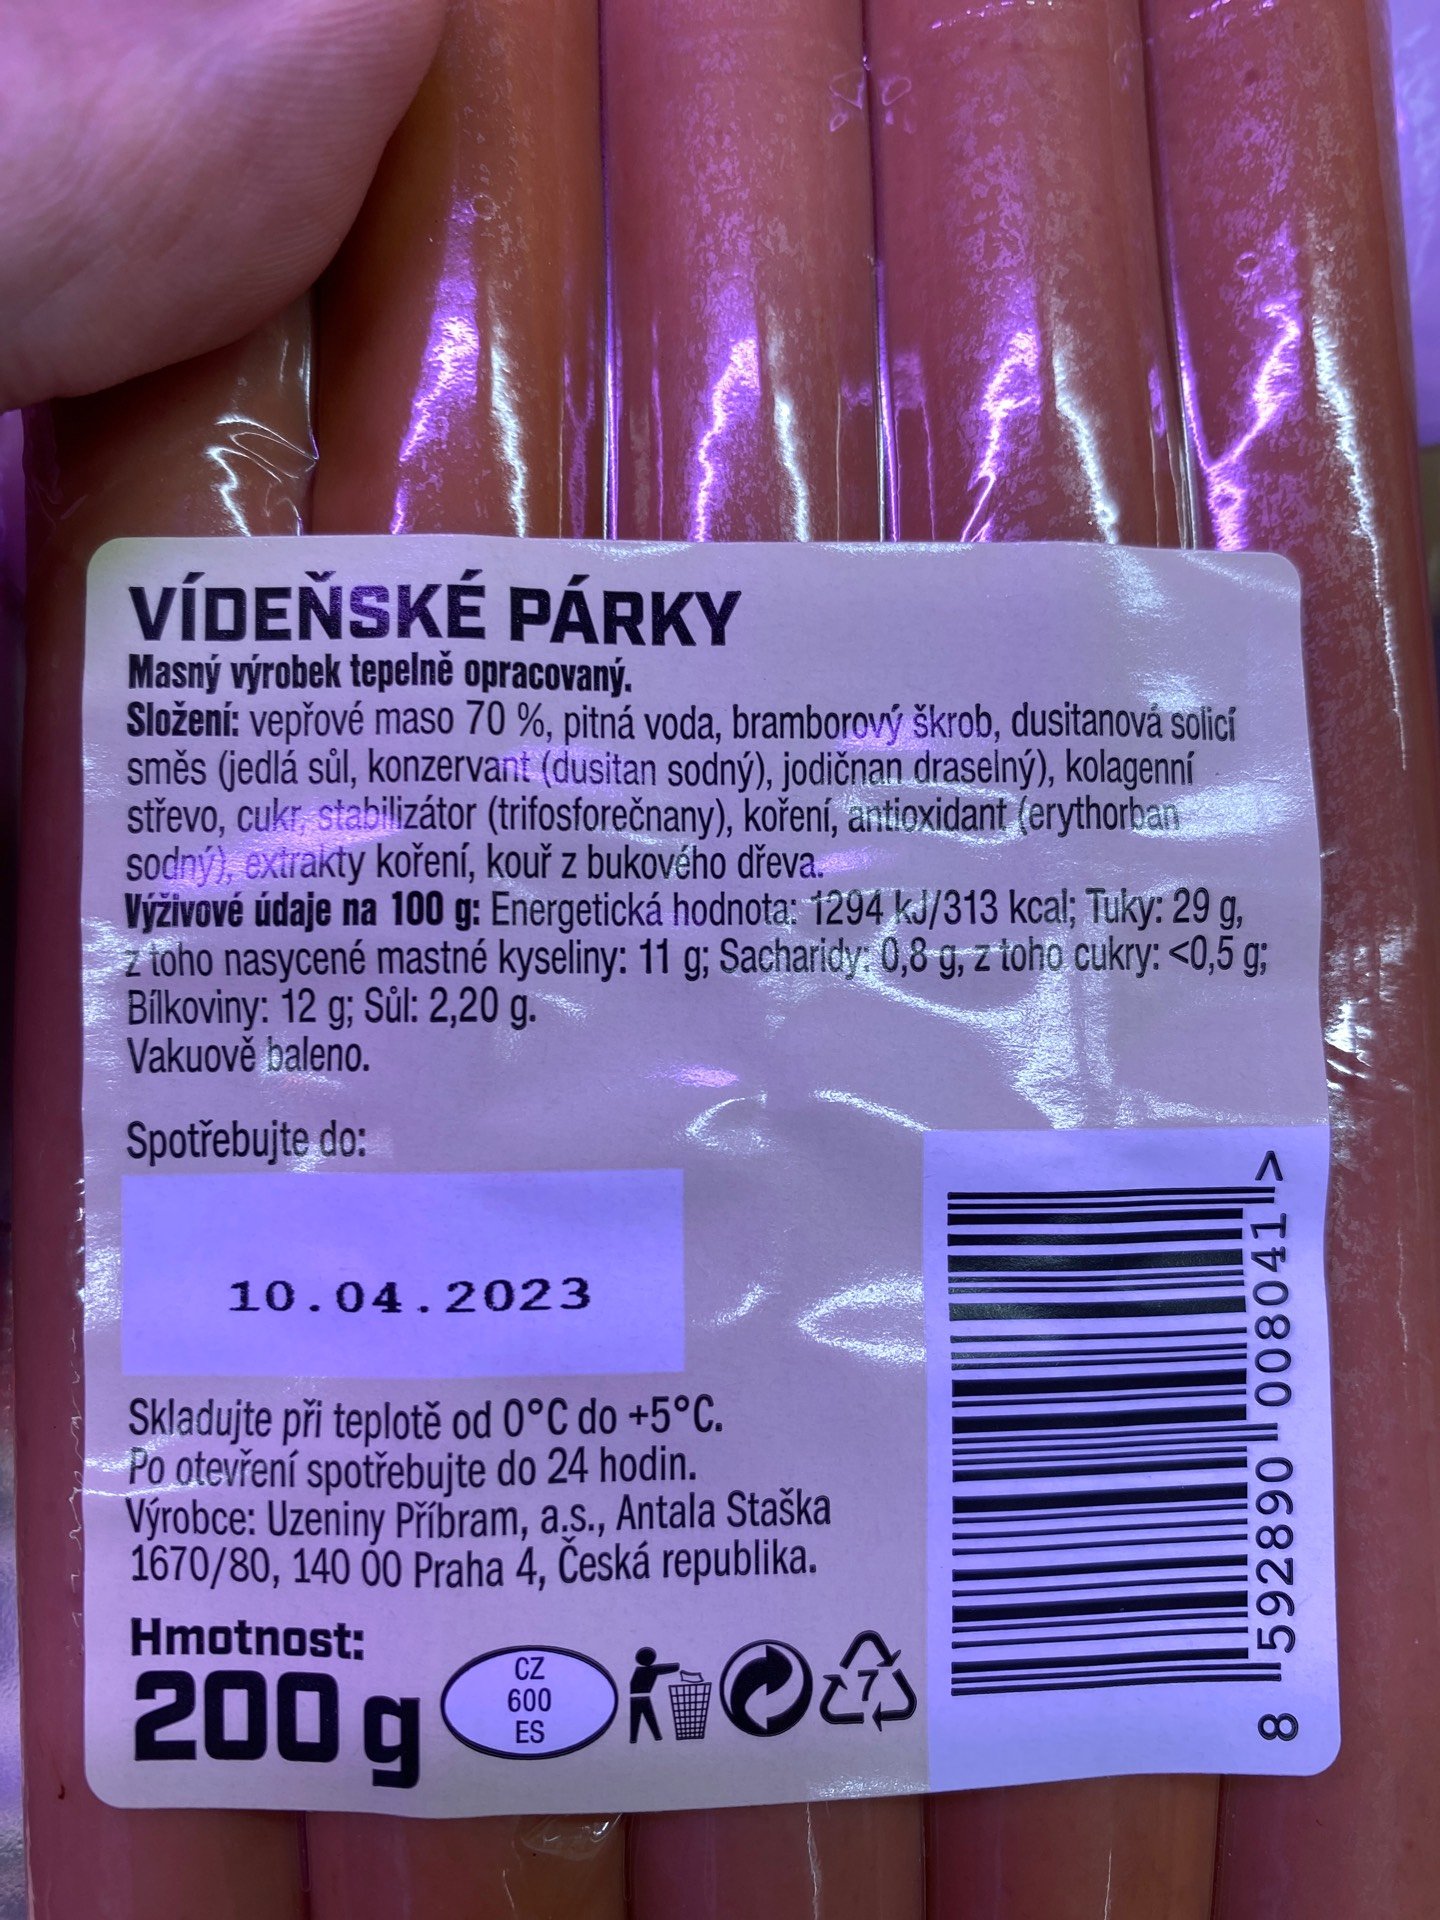 VÍDEŇSKÉ PÁRKY
Masný výrobek tepelně opracovaný.
Složení: vepřové maso 70 %, pitná voda, bramborový škrob, dusitanová solicí
směs (jedlá sůl, konzervant (dusitan sodný), jodičnan draselný), kolagenní
střevo, cukr, stabilizátor (trifosforečnany), koření, antioxidant (erythorban
sodný), extrakty koření, kouř z bukového dřeva.
Výživové údaje na 100 g: Energetická hodnota: 1294 kJ/313 kcal; Tuky: 29 g,
z toho nasycené mastné kyseliny: 11 g; Sacharidy: 0,8 g, z toho cukry: <0,5 g;
Bílkoviny: 12 g; Sůl: 2,20 g.
Vakuově baleno.
Spotřebujte do:
10.04.2023
Skladujte při teplotě od 0°C do +5°C.
Po otevření spotřebujte do 24 hodin.
Výrobce: Uzeniny Příbram, a.s., Antala Staška
1670/80, 140 00 Praha 4, Česká republika.
Hmotnost:
200 g
CZ
600
ES
7
8 592890 008041 >